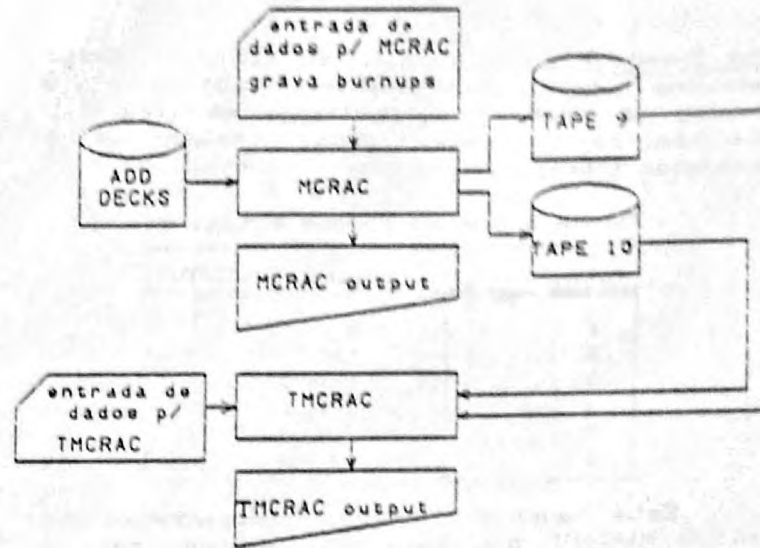 entrada de
dados p/ MCRAC
grava burnups
TAPE 9
ADD
DECKS
MCRAC
TAPE 10
MCRAC output
entrada de
dados p/
TMCRAC
TMCRAC
TMCRAC output